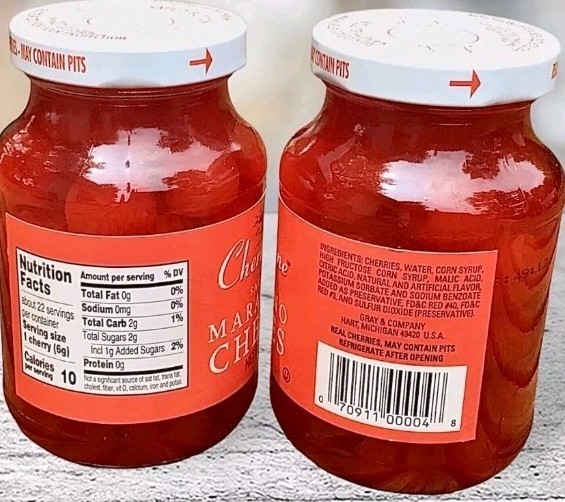 MAY CONTAIN PITS
Nutrition Facts
about 22 servings
per container
Serving size
1 cherry (6g)
Calories 10
per serving
Amount per serving % DV
Total Fat 0g 0%
Sodium 0mg 0%
Total Carb 2g 1%
Total Sugars 2g
Incl 1g Added Sugars 2%
Protein 0g
Not a significant source of sat fat, trans fat,
cholest, fiber, vit D, calcium, iron and potas.
Cher
MAR
CHE
CONTAIN PITS
ne
O
S
INGREDIENTS: CHERRIES, WATER, CORN SYRUP,
HIGH FRUCTOSE CORN SYRUP, MALIC ACID,
CITRIC ACID, NATURAL AND ARTIFICIAL FLAVOR,
POTASSIUM SORBATE AND SODIUM BENZOATE
ADDED AS PRESERVATIVE, FD&C RED #40, FD&C
RED #3, AND SULFUR DIOXIDE (PRESERVATIVE).
GRAY & COMPANY
HART, MICHIGAN 49420 U.S.A.
REAL CHERRIES, MAY CONTAIN PITS
REFRIGERATE AFTER OPENING
0 70911 00004 8